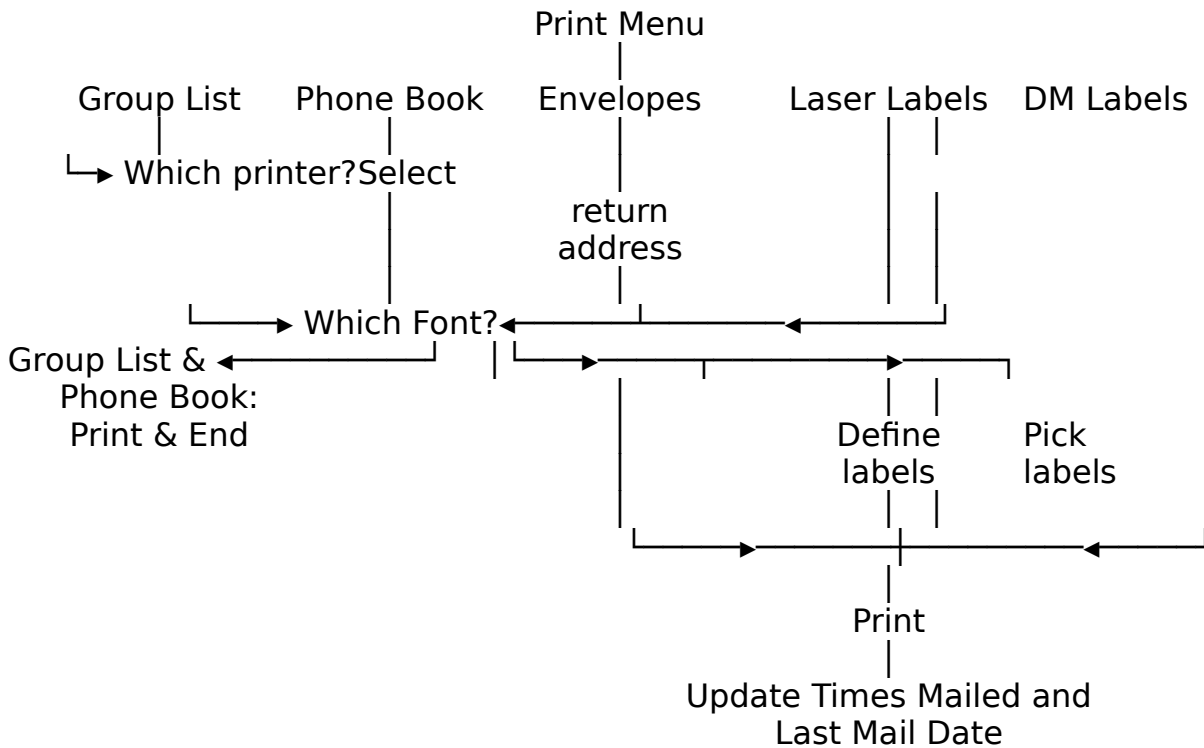 Print Menu
Group List Phone Book Envelopes Laser Labels DM Labels
Which printer?Select
return
address
Which Font?
Group List &
Phone Book:
Print & End
Define Pick
labels labels
Print
Update Times Mailed and
Last Mail Date